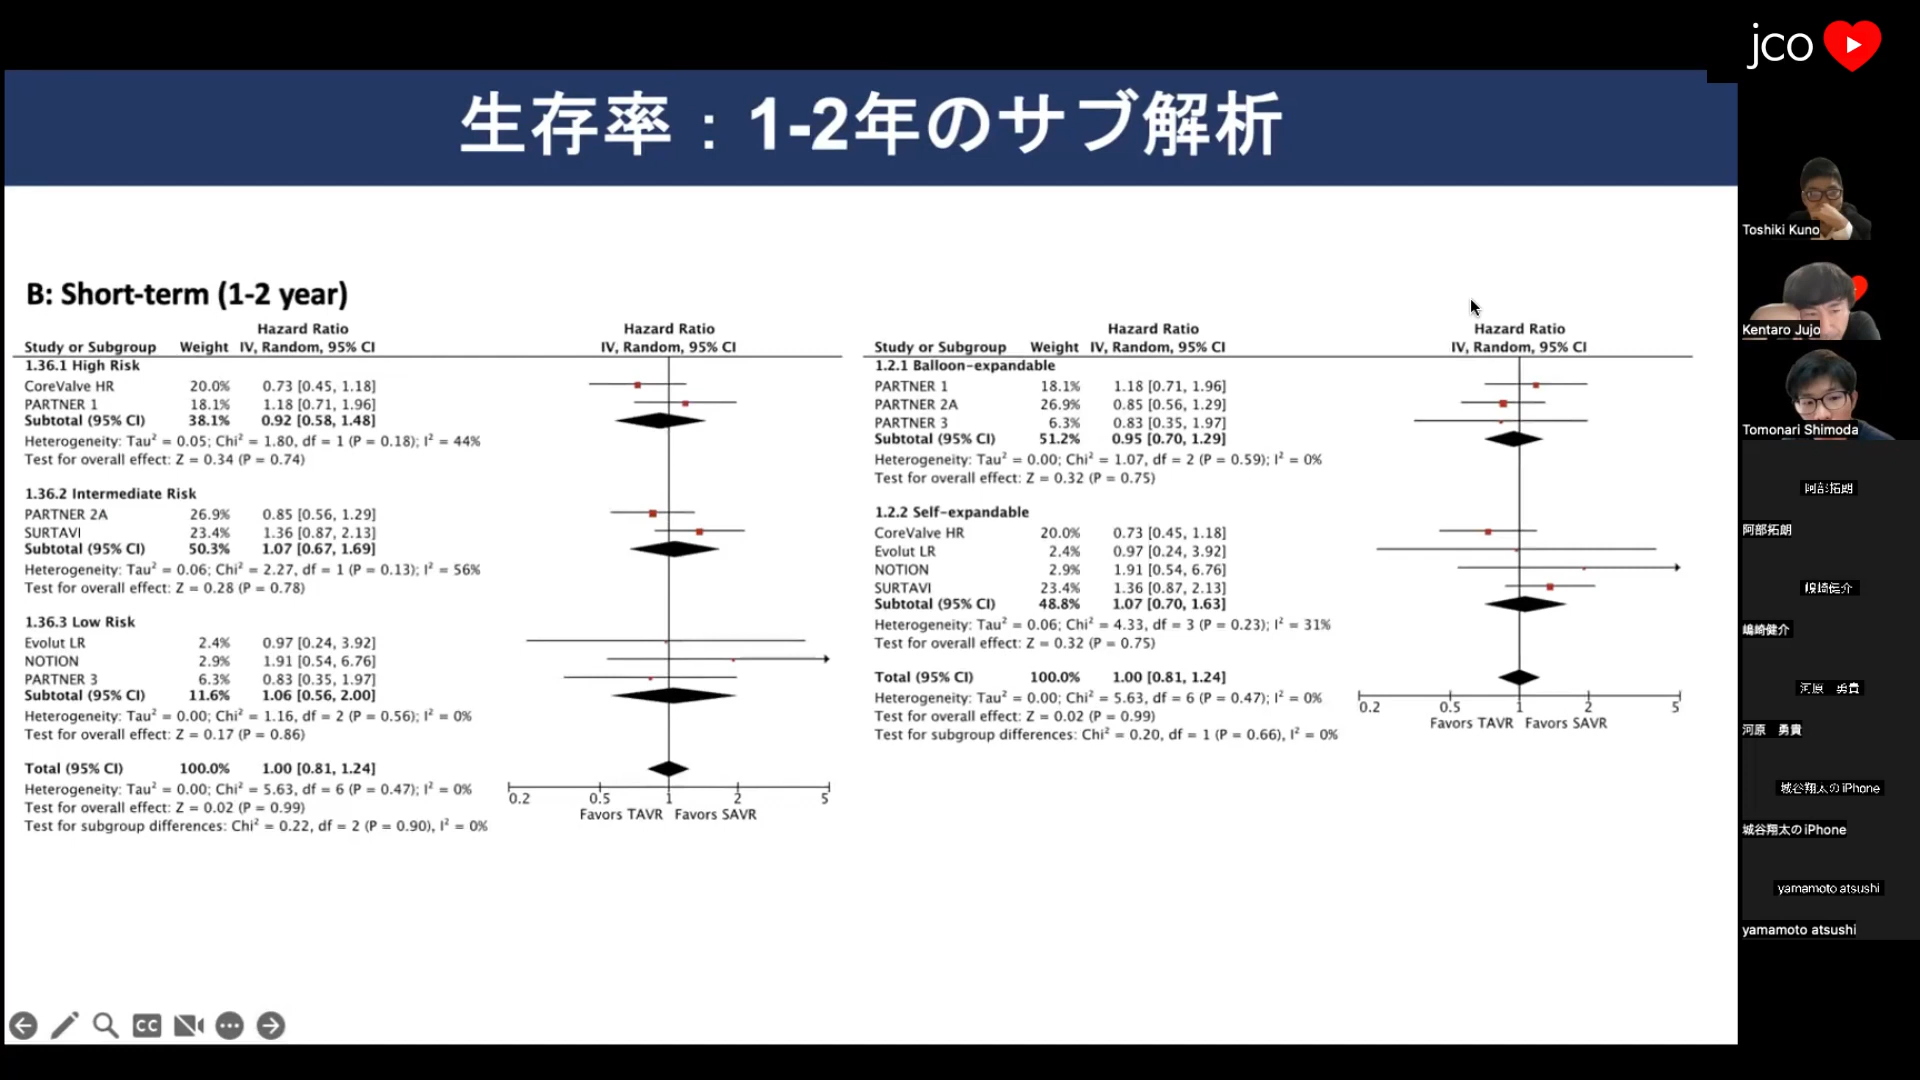 jco
生存率：1-2年のサブ解析
B: Short-term (1-2 year)
Hazard Ratio Hazard Ratio
Study or Subgroup Weight IV, Random, 95% CI IV, Random, 95% CI
1.36.1 High Risk
CoreValve HR 20.0% 0.73 [0.45, 1.18]
PARTNER 1 18.1% 1.18 [0.71, 1.96]
Subtotal (95% CI) 38.1% 0.92 [0.58, 1.48]
Heterogeneity: Tau² = 0.05; Chi² = 1.80, df = 1 (P = 0.18); I² = 44%
Test for overall effect: Z = 0.34 (P = 0.74)
1.36.2 Intermediate Risk
PARTNER 2A 26.9% 0.85 [0.56, 1.29]
SURTAVI 23.4% 1.36 [0.87, 2.13]
Subtotal (95% CI) 50.3% 1.07 [0.67, 1.69]
Heterogeneity: Tau² = 0.06; Chi² = 2.27, df = 1 (P = 0.13); I² = 56%
Test for overall effect: Z = 0.28 (P = 0.78)
1.36.3 Low Risk
Evolut LR 2.4% 0.97 [0.24, 3.92]
NOTION 2.9% 1.91 [0.54, 6.76]
PARTNER 3 6.3% 0.83 [0.35, 1.97]
Subtotal (95% CI) 11.6% 1.06 [0.56, 2.00]
Heterogeneity: Tau² = 0.00; Chi² = 1.16, df = 2 (P = 0.56); I² = 0%
Test for overall effect: Z = 0.17 (P = 0.86)
Total (95% CI) 100.0% 1.00 [0.81, 1.24]
Heterogeneity: Tau² = 0.00; Chi² = 5.63, df = 6 (P = 0.47); I² = 0%
Test for overall effect: Z = 0.02 (P = 0.99)
Test for subgroup differences: Chi² = 0.22, df = 2 (P = 0.90), I² = 0%
0.2 0.5 1 2 5
Favors TAVR Favors SAVR
Hazard Ratio Hazard Ratio
Study or Subgroup Weight IV, Random, 95% CI IV, Random, 95% CI
1.2.1 Balloon-expandable
PARTNER 1 18.1% 1.18 [0.71, 1.96]
PARTNER 2A 26.9% 0.85 [0.56, 1.29]
PARTNER 3 6.3% 0.83 [0.35, 1.97]
Subtotal (95% CI) 51.2% 0.95 [0.70, 1.29]
Heterogeneity: Tau² = 0.00; Chi² = 1.07, df = 2 (P = 0.59); I² = 0%
Test for overall effect: Z = 0.32 (P = 0.75)
1.2.2 Self-expandable
CoreValve HR 20.0% 0.73 [0.45, 1.18]
Evolut LR 2.4% 0.97 [0.24, 3.92]
NOTION 2.9% 1.91 [0.54, 6.76]
SURTAVI 23.4% 1.36 [0.87, 2.13]
Subtotal (95% CI) 48.8% 1.07 [0.70, 1.63]
Heterogeneity: Tau² = 0.06; Chi² = 4.33, df = 3 (P = 0.23); I² = 31%
Test for overall effect: Z = 0.32 (P = 0.75)
Total (95% CI) 100.0% 1.00 [0.81, 1.24]
Heterogeneity: Tau² = 0.00; Chi² = 5.63, df = 6 (P = 0.47); I² = 0%
Test for overall effect: Z = 0.02 (P = 0.99)
Test for subgroup differences: Chi² = 0.20, df = 1 (P = 0.66), I² = 0%
0.2 0.5 1 2 5
Favors TAVR Favors SAVR
CC
Toshiki Kuno
Kentaro Jujo
Tomonari Shimoda
阿部拓朗
阿部拓朗
嶋崎健介
嶋崎健介
河原 勇貴
河原 勇貴
城谷翔太のiPhone
城谷翔太のiPhone
yamamoto atsushi
yamamoto atsushi